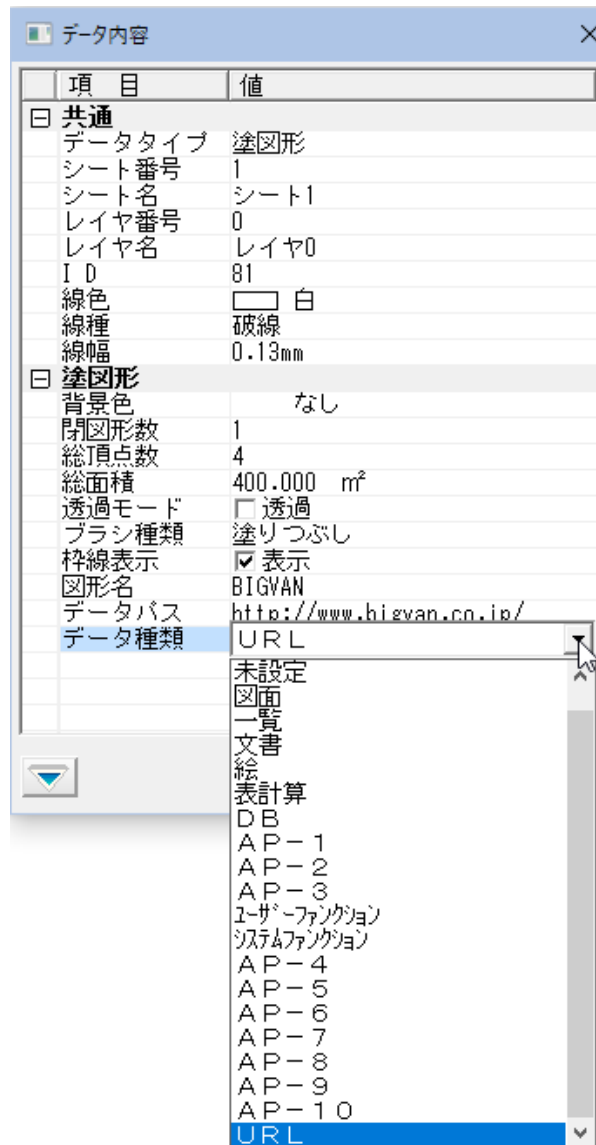 データ内容
項　目 値
共通
データタイプ 塗図形
シート番号 1
シート名 シート1
レイヤ番号 0
レイヤ名 レイヤ0
ＩＤ 81
線色 白
線種 破線
線幅 0.13mm
塗図形
背景色 なし
閉図形数 1
総頂点数 4
総面積 400.000 ㎡
透過モード 透過
ブラシ種類 塗りつぶし
枠線表示 表示
図形名 BIGVAN
データパス http://www.bigvan.co.jp/
データ種類 ＵＲＬ
未設定
図面
一覧
文書
絵
表計算
ＤＢ
ＡＰ－１
ＡＰ－２
ＡＰ－３
ﾕｰｻﾞｰﾌｧﾝｸｼｮﾝ
ｼｽﾃﾑﾌｧﾝｸｼｮﾝ
ＡＰ－４
ＡＰ－５
ＡＰ－６
ＡＰ－７
ＡＰ－８
ＡＰ－９
ＡＰ－１０
ＵＲＬ